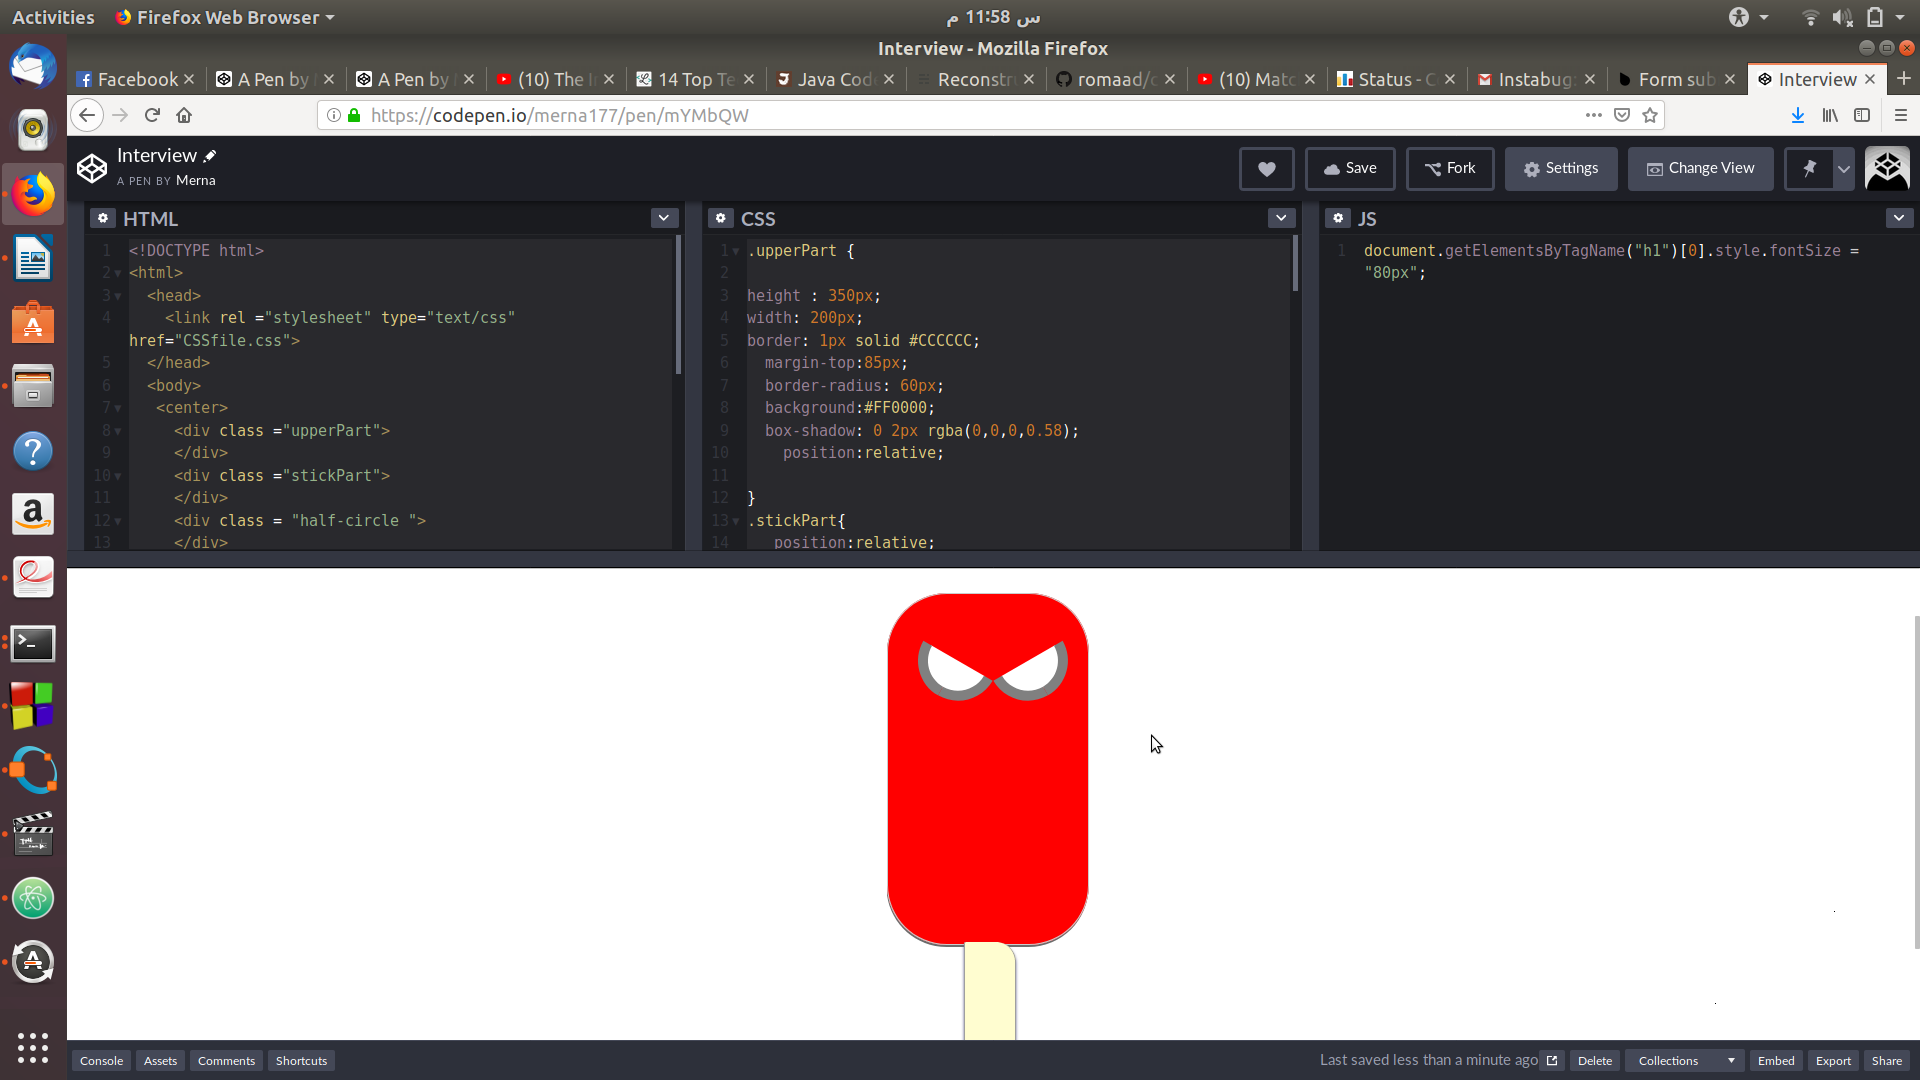 Activities
Firefox Web Browser
س 11:58 م
Interview - Mozilla Firefox
Facebook
A Pen by
A Pen by
(10) The
14 Top Te
Java Cod
Reconstr
romaad/
(10) Matc
Status - C
Instabug
Form sub
Interview
https://codepen.io/merna177/pen/mYMbQW
Interview
A PEN BY Merna
Save
Fork
Settings
Change View
HTML
1 <!DOCTYPE html>
2 <html>
3 <head>
4 <link rel ="stylesheet" type="text/css"
href="CSSfile.css">
5 </head>
6 <body>
7 <center>
8 <div class ="upperPart">
9 </div>
10 <div class ="stickPart">
11 </div>
12 <div class = "half-circle ">
13 </div>
CSS
1 .upperPart {
2
3 height : 350px;
4 width: 200px;
5 border: 1px solid #CCCCCC;
6 margin-top:85px;
7 border-radius: 60px;
8 background:#FF0000;
9 box-shadow: 0 2px rgba(0,0,0,0.58);
10 position:relative;
11
12 }
13 .stickPart{
14 position:relative;
JS
1 document.getElementsByTagName("h1")[0].style.fontSize =
"80px";
Console
Assets
Comments
Shortcuts
Last saved less than a minute ago
Delete
Collections
Embed
Export
Share